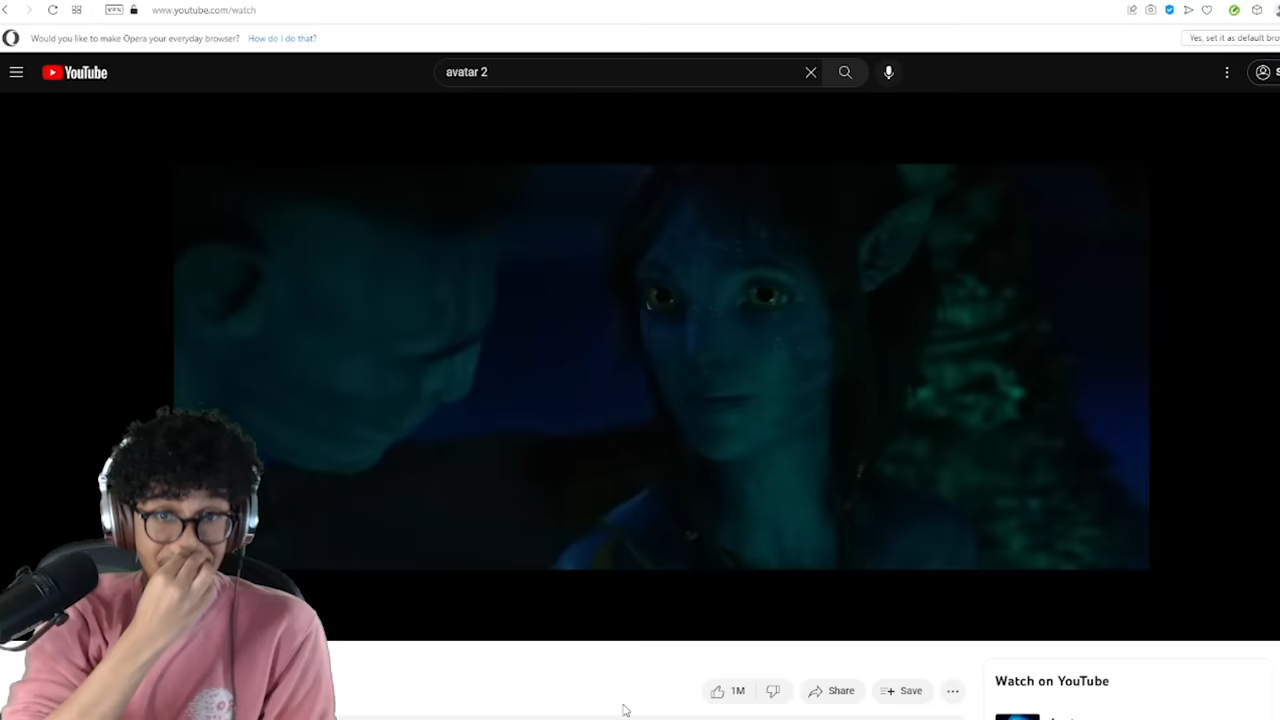 VPN
www.youtube.com/watch
Would you like to make Opera your everyday browser? How do I do that?
Yes, set it as default bro
YouTube
avatar 2
S
1M
Share
Save
Watch on YouTube